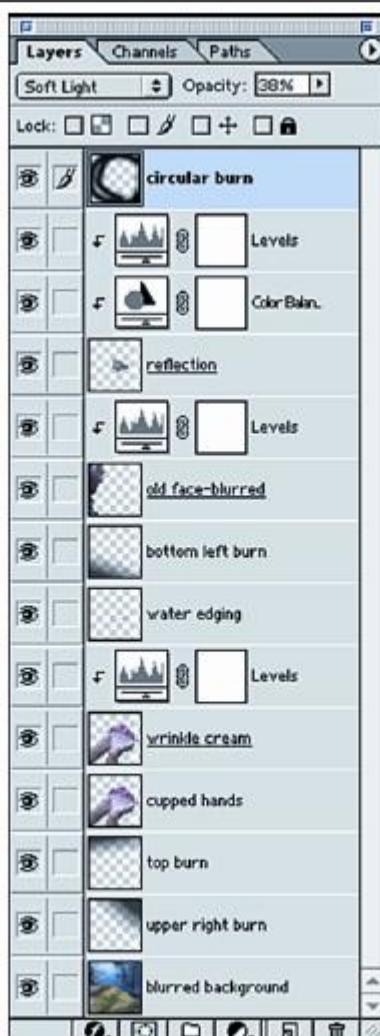 Layers Channels Paths
Soft Light Opacity: 38%
Lock:
circular burn
Levels
Color Balan..
reflection
Levels
old face-blurred
bottom left burn
water edging
Levels
wrinkle cream
cupped hands
top burn
upper right burn
blurred background